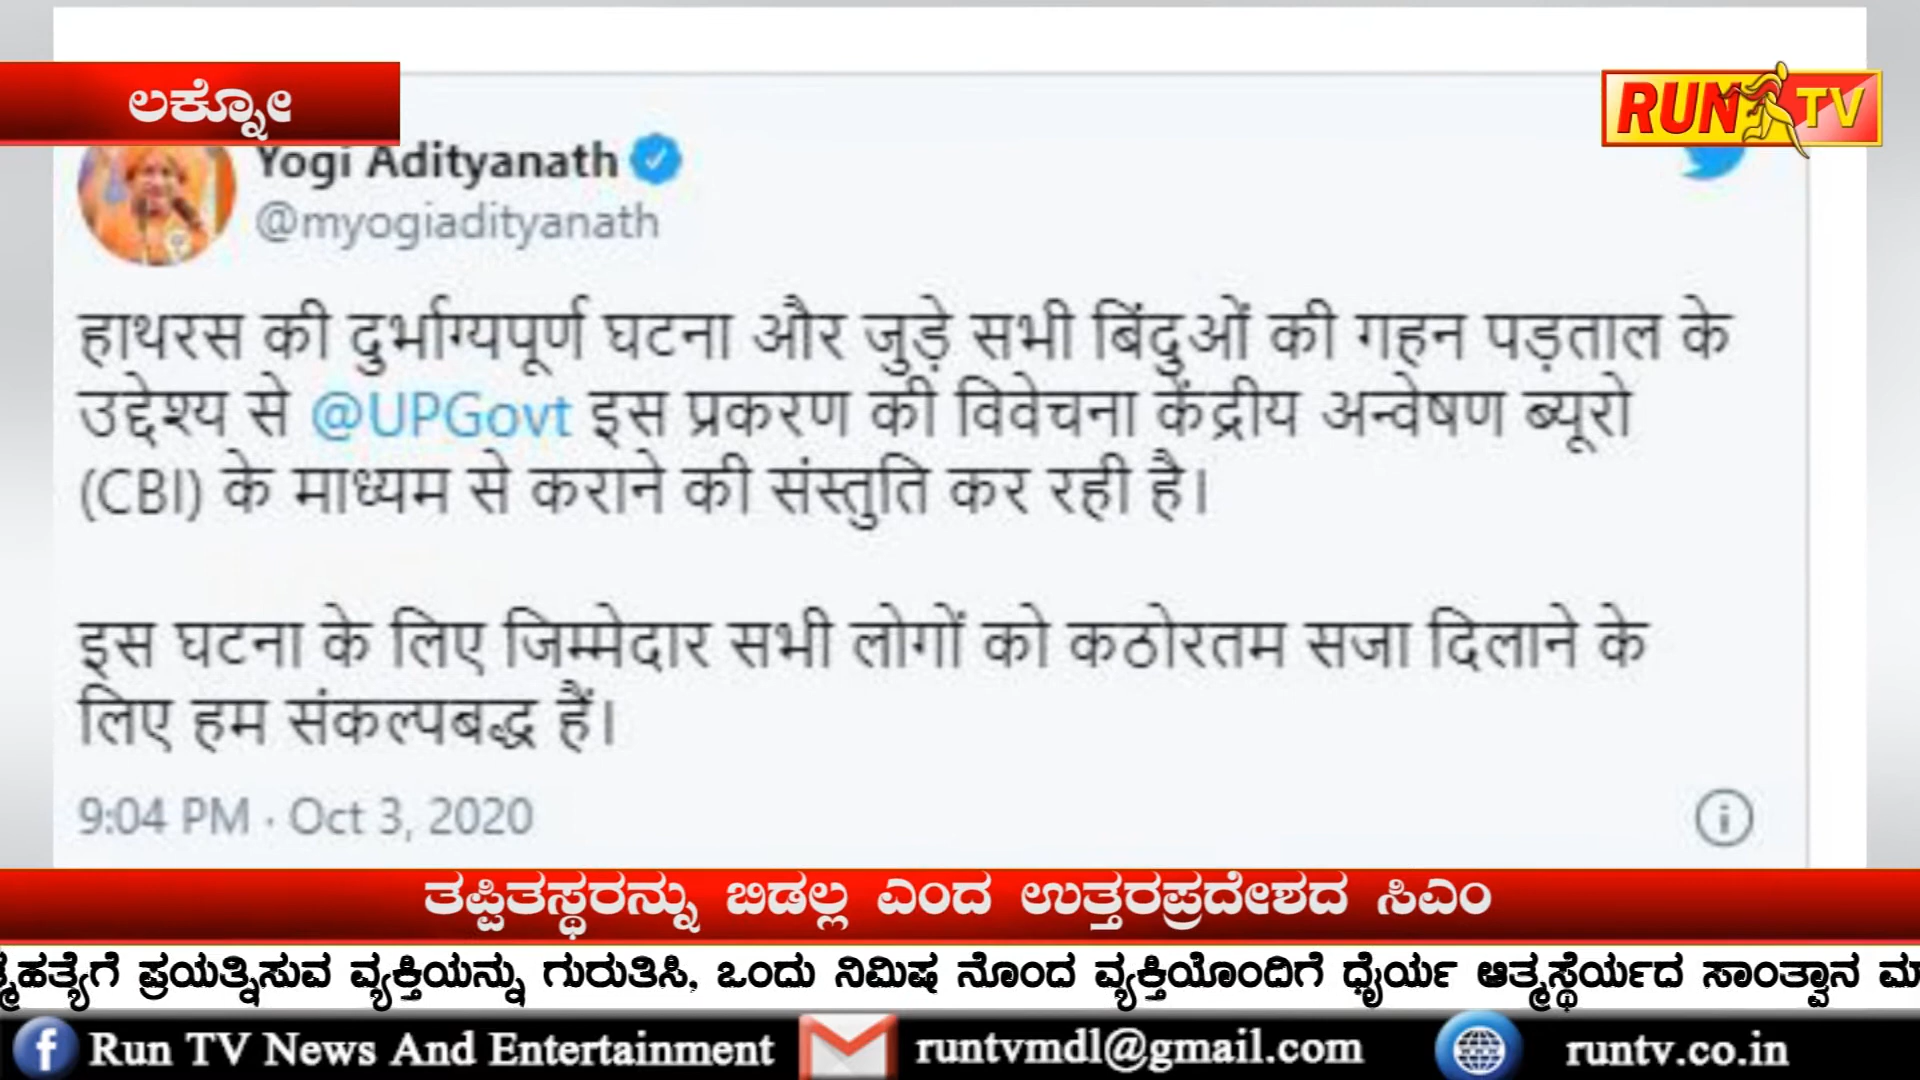 ಲಕ್ನೋ
RUN TV
Yogi Adityanath
@myogiadityanath
हाथरस की दुर्भाग्यपूर्ण घटना और जुड़े सभी बिंदुओं की गहन पड़ताल के
उद्देश्य से @UPGovt इस प्रकरण की विवेचना केंद्रीय अन्वेषण ब्यूरो
(CBI) के माध्यम से कराने की संस्तुति कर रही है।
इस घटना के लिए जिम्मेदार सभी लोगों को कठोरतम सजा दिलाने के
लिए हम संकल्पबद्ध हैं।
9:04 PM · Oct 3, 2020
ತಪ್ಪಿತಸ್ಥರನ್ನು ಬಿಡಲ್ಲ ಎಂದ ಉತ್ತರಪ್ರದೇಶದ ಸಿಎಂ
ಪ್ರಯತ್ನಿಸುವ ವ್ಯಕ್ತಿಯನ್ನು ಗುರುತಿಸಿ, ಒಂದು ನಿಮಿಷ ನೊಂದ ವ್ಯಕ್ತಿಯೊಂದಿಗೆ ಧೈರ್ಯ ಆತ್ಮಸ್ಥೆರ್ಯದ ಸಾಂತ್ವಾನ
Run TV News And Entertainment runtvmdl@gmail.com runtv.co.in